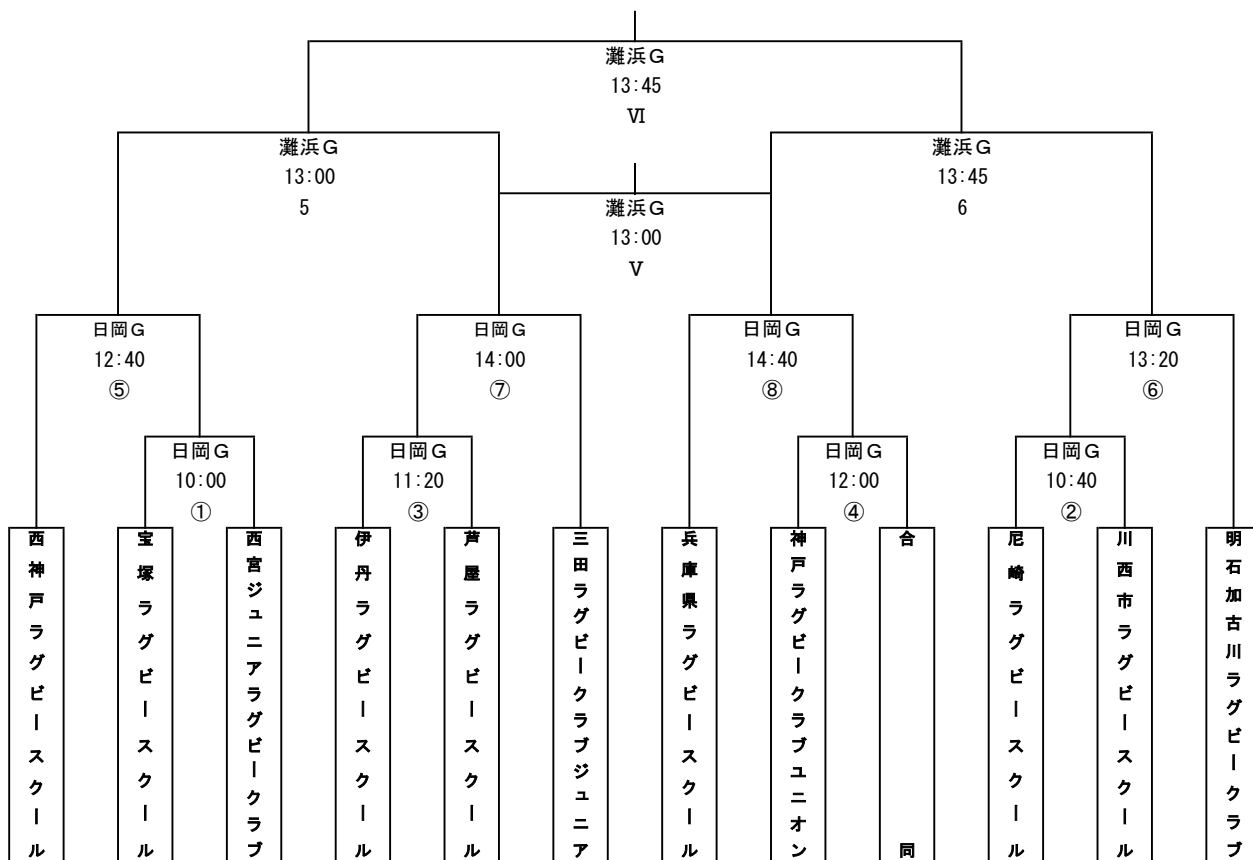 灘浜G
13:45
Ⅵ
灘浜G
13:00
5
灘浜G
13:45
6
灘浜G
13:00
Ⅴ
日岡G
12:40
⑤
日岡G
14:00
⑦
日岡G
14:40
⑧
日岡G
13:20
⑥
日岡G
10:00
①
日岡G
11:20
③
日岡G
12:00
④
日岡G
10:40
②
西神戸ラグビースクール
宝塚ラグビースクール
西宮ジュニアラグビークラブ
伊丹ラグビースクール
芦屋ラグビースクール
三田ラグビークラブジュニア
兵庫県ラグビースクール
神戸ラグビークラブユニオン
合同
尼崎ラグビースクール
川西市ラグビースクール
明石加古川ラグビークラブ